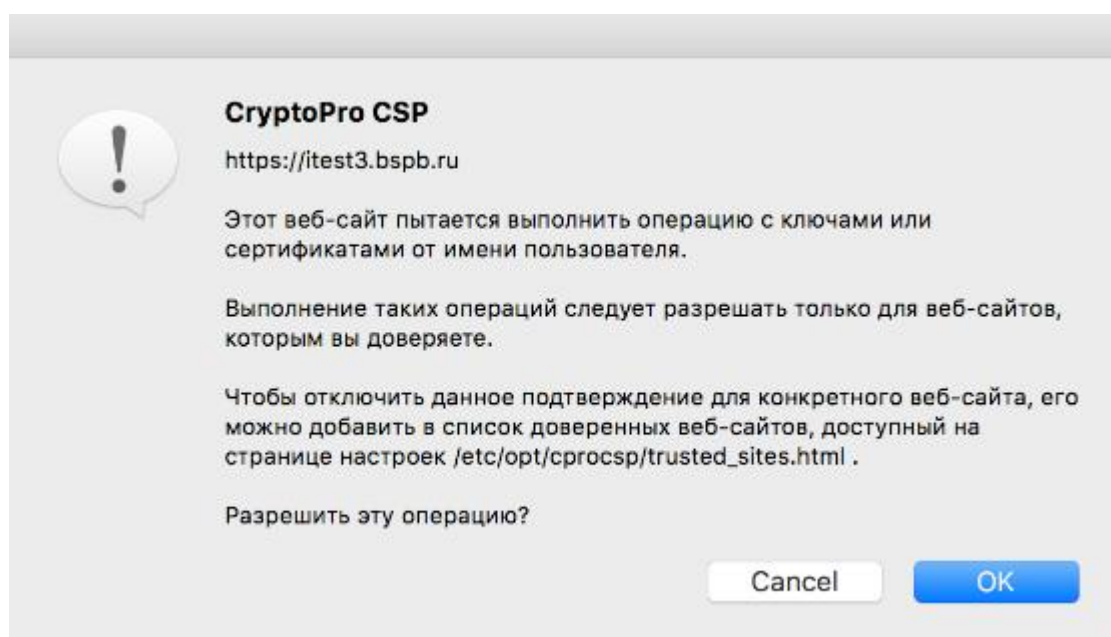 CryptoPro CSP
https://itest3.bspb.ru
Этот веб-сайт пытается выполнить операцию с ключами или
сертификатами от имени пользователя.
Выполнение таких операций следует разрешать только для веб-сайтов,
которым вы доверяете.
Чтобы отключить данное подтверждение для конкретного веб-сайта, его
можно добавить в список доверенных веб-сайтов, доступный на
странице настроек /etc/opt/cprocsp/trusted_sites.html .
Разрешить эту операцию?
Cancel
OK